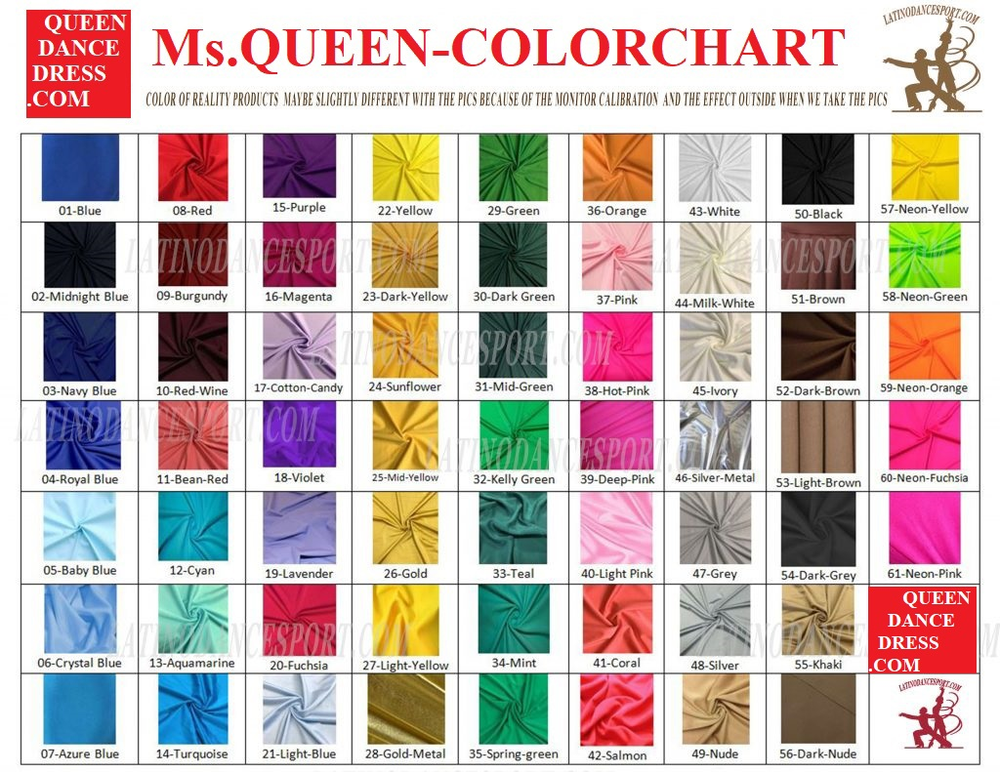 QUEEN
DANCE
DRESS
.COM
Ms.QUEEN-COLORCHART
LATINODANCESPORT.COM
COLOR OF REALITY PRODUCTS MAYBE SLIGHTLY DIFFERENT WITH THE PICS BECAUSE OF THE MONITOR CALIBRATION AND THE EFFECT OUTSIDE WHEN WE TAKE THE PICS
01-Blue 08-Red 15-Purple 22-Yellow 29-Green 36-Orange 43-White 50-Black 57-Neon-Yellow
LATINODANCESPORT.COM LATINODANCESPORT.COM
02-Midnight Blue 09-Burgundy 16-Magenta 23-Dark-Yellow 30-Dark Green 37-Pink 44-Milk-White 51-Brown 58-Neon-Green
LATINODANCESPORT.COM
03-Navy Blue 10-Red-Wine 17-Cotton-Candy 24-Sunflower 31-Mid-Green 38-Hot-Pink 45-Ivory 52-Dark-Brown 59-Neon-Orange
LATINODANCESPORT.COM LATINODANCESPORT.COM
04-Royal Blue 11-Bean-Red 18-Violet 25-Mid-Yellow 32-Kelly Green 39-Deep-Pink 46-Silver-Metal 53-Light-Brown 60-Neon-Fuchsia
05-Baby Blue 12-Cyan 19-Lavender 26-Gold 33-Teal 40-Light Pink 47-Grey 54-Dark-Grey 61-Neon-Pink
LATINODANCESPORT.COM LATINODANCESPORT.COM
06-Crystal Blue 13-Aquamarine 20-Fuchsia 27-Light-Yellow 34-Mint 41-Coral 48-Silver 55-Khaki
QUEEN
DANCE
DRESS
.COM
LATINODANCESPORT.COM
07-Azure Blue 14-Turquoise 21-Light-Blue 28-Gold-Metal 35-Spring-green 42-Salmon 49-Nude 56-Dark-Nude